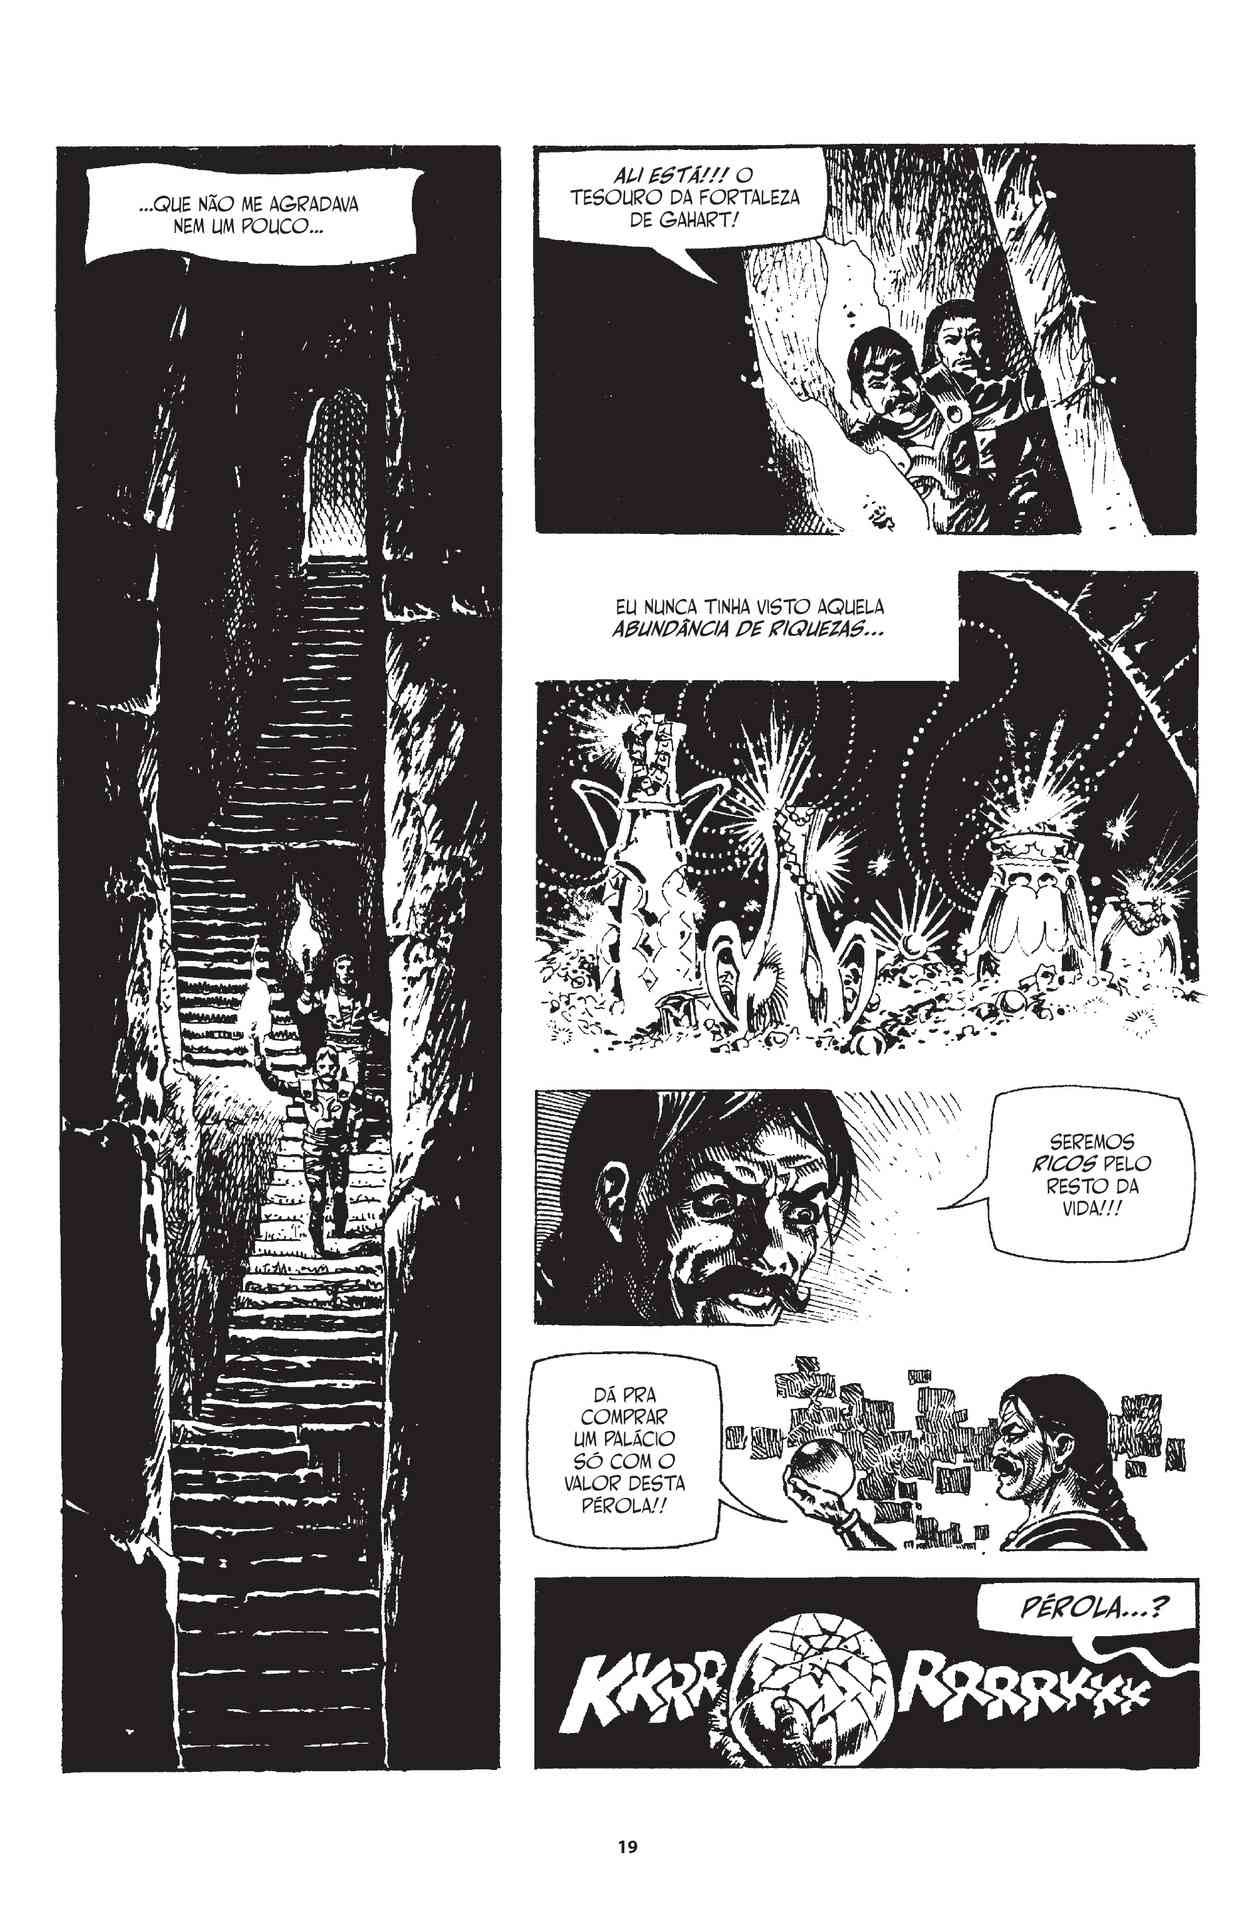 ...QUE NÃO ME AGRADAVA
NEM UM POUCO...
ALI ESTÁ!!! O
TESOURO DA FORTALEZA
DE GAHART!
EU NUNCA TINHA VISTO AQUELA
ABUNDÂNCIA DE RIQUEZAS...
SEREMOS
RICOS PELO
RESTO DA
VIDA!!!
DÁ PRA
COMPRAR
UM PALÁCIO
SÓ COM O
VALOR DESTA
PÉROLA!!
PÉROLA...?
KKRR RRRRRKKK
19